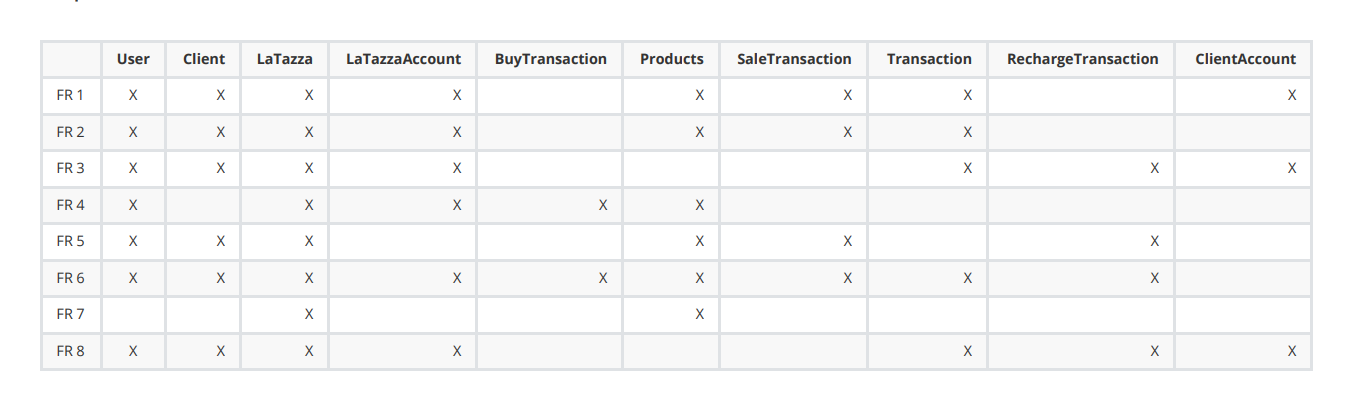 User Client LaTazza LaTazzaAccount BuyTransaction Products SaleTransaction Transaction RechargeTransaction ClientAccount
FR 1 X X X X X X X X
FR 2 X X X X X X X
FR 3 X X X X X X X
FR 4 X X X X X
FR 5 X X X X X X
FR 6 X X X X X X X X X
FR 7 X X
FR 8 X X X X X X X